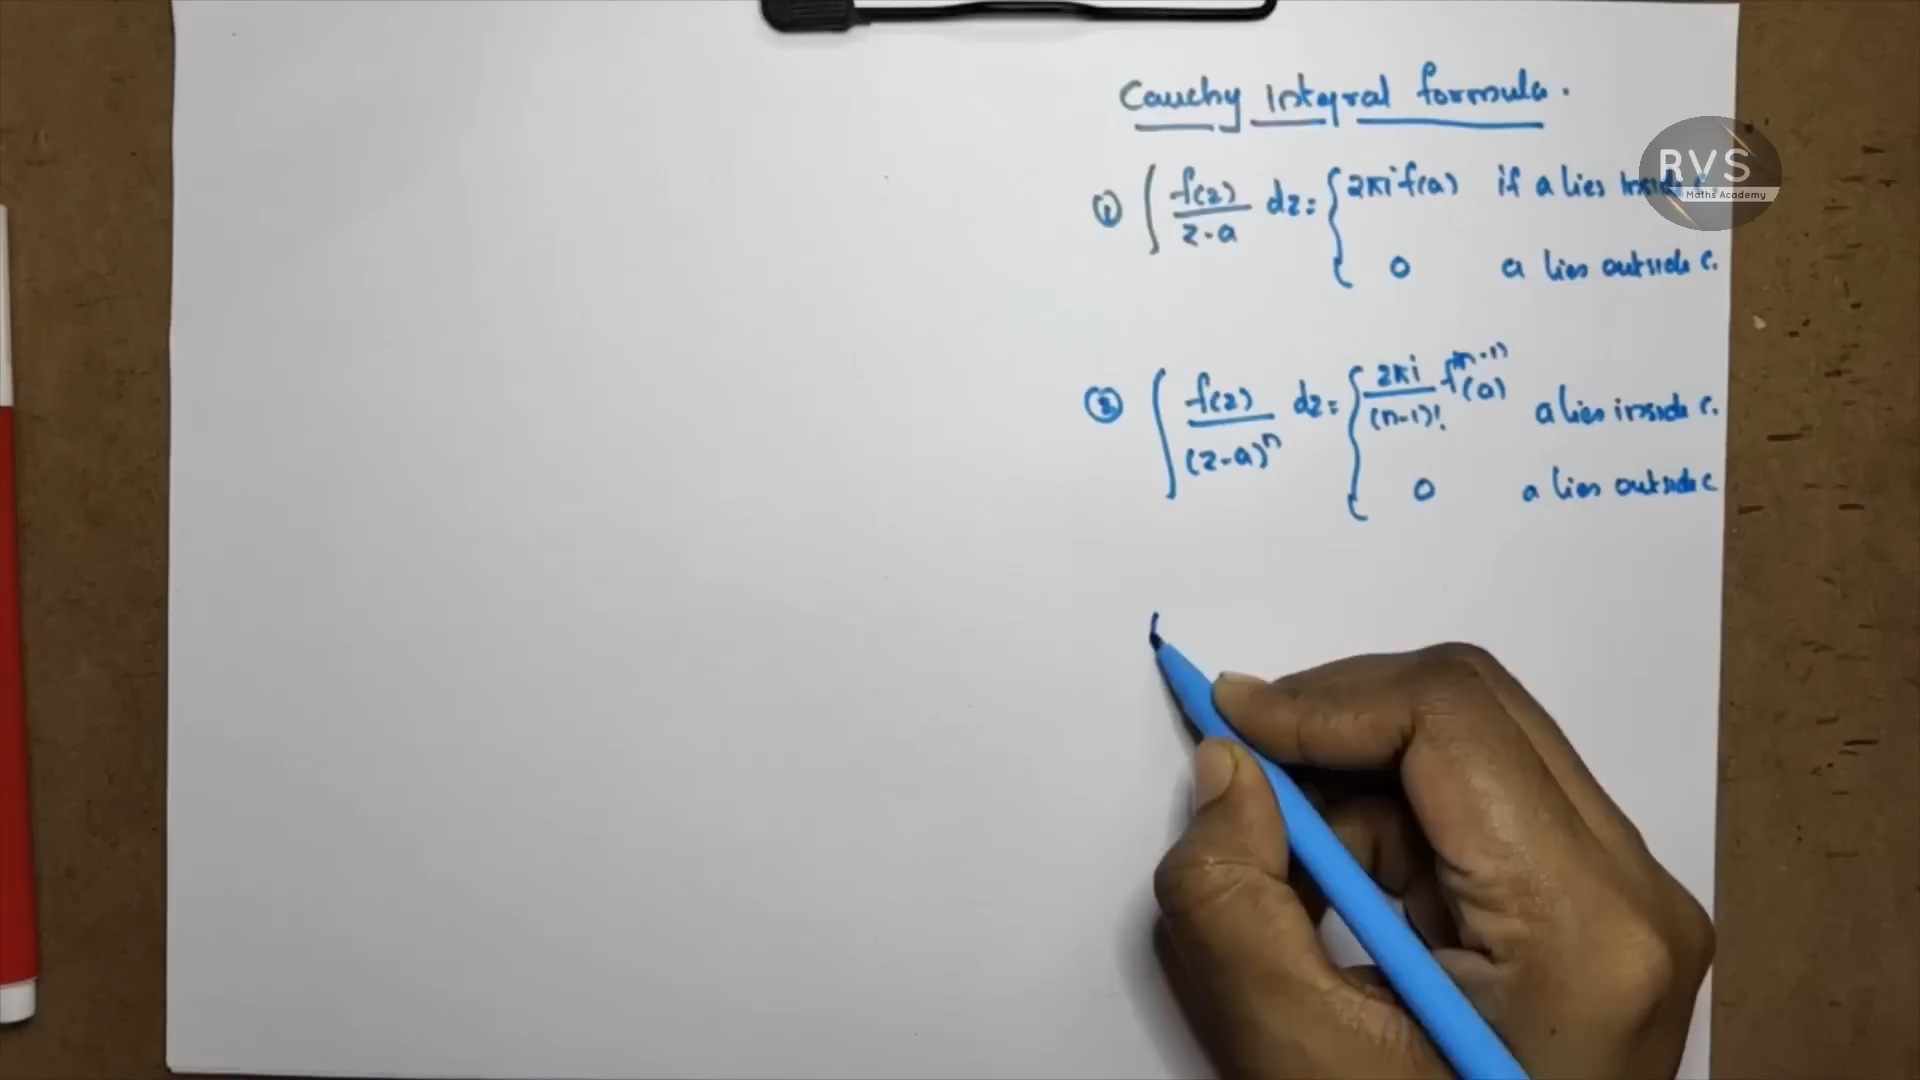 Cauchy Integral formula.
RVS
Maths Academy
① ∫ f(z)/z-a dz = { 2πi f(a) if a lies inside c.
0 a lies outside c.
② ∫ f(z)/(z-a)ⁿ dz = { 2πi/(n-1)! f⁽ⁿ⁻¹⁾(a) a lies inside c.
0 a lies outside c